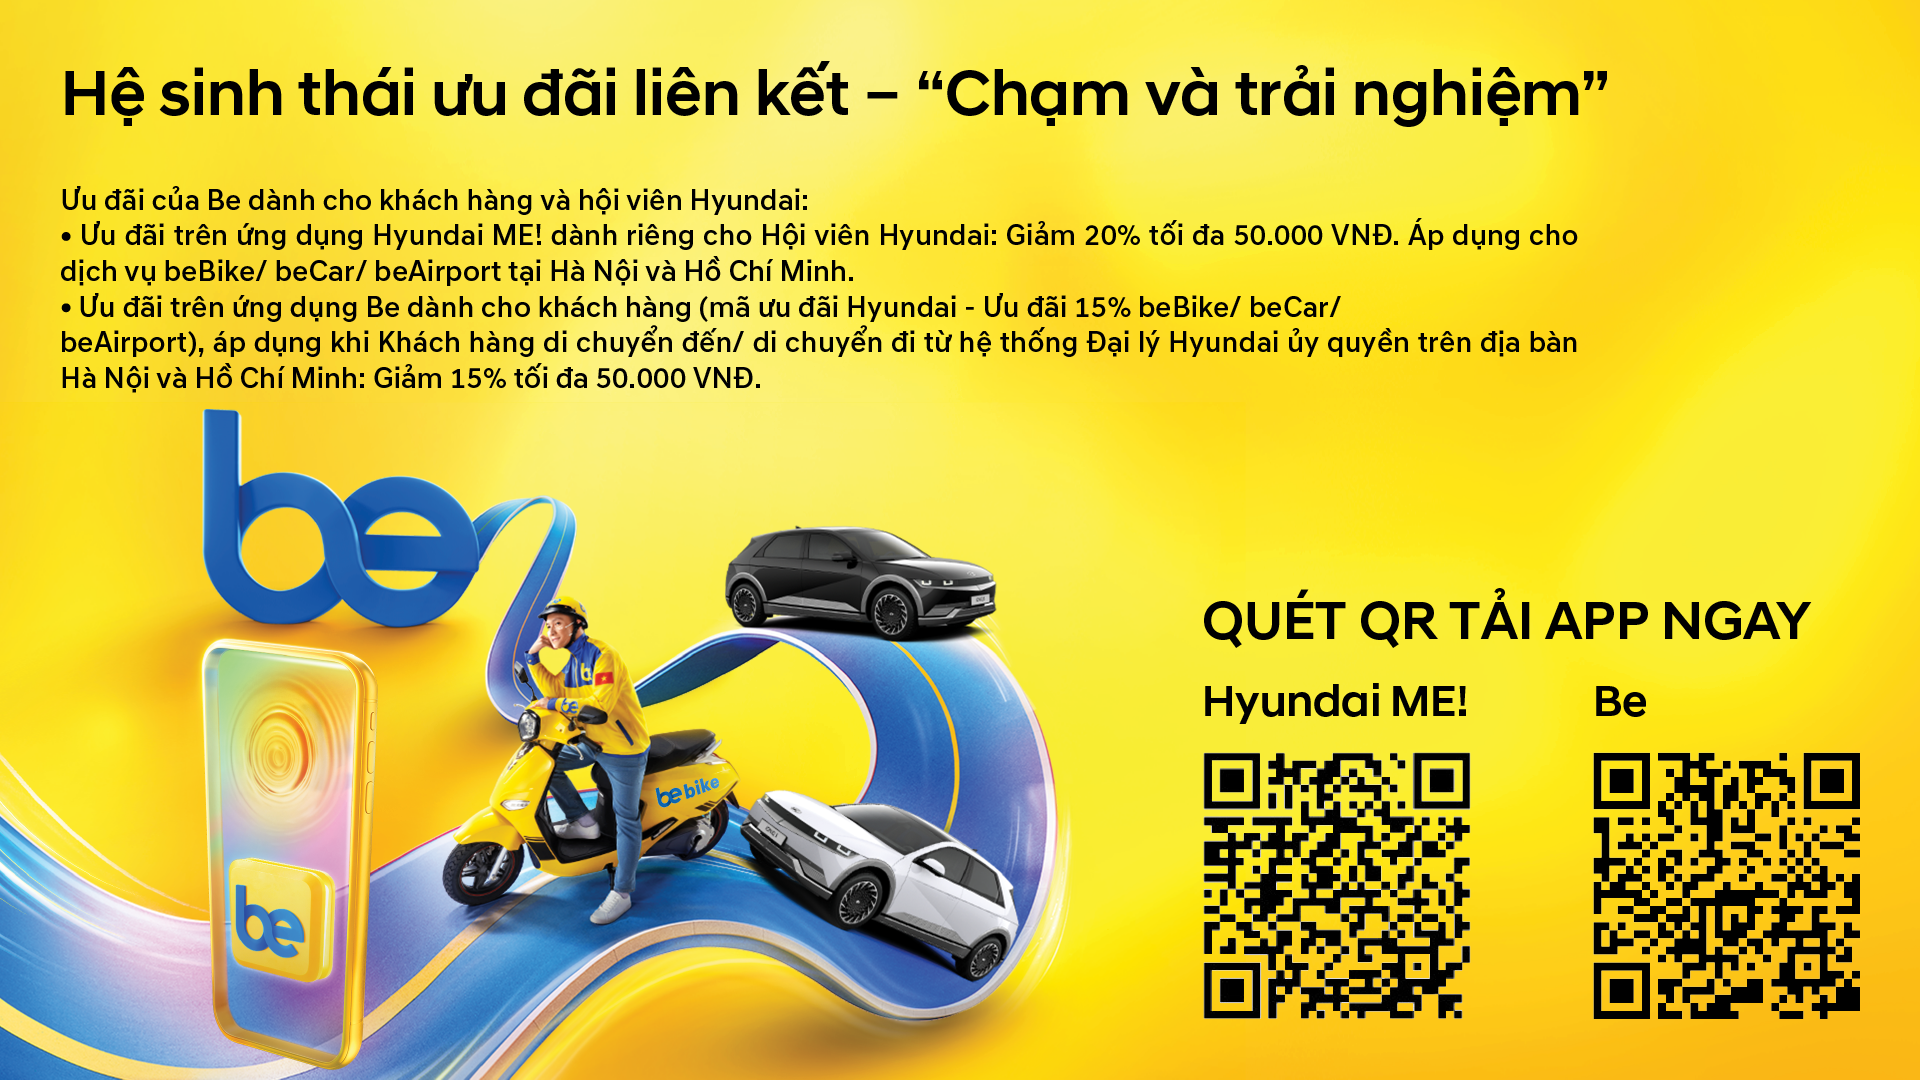 Hệ sinh thái ưu đãi liên kết – “Chạm và trải nghiệm”
Ưu đãi của Be dành cho khách hàng và hội viên Hyundai:
• Ưu đãi trên ứng dụng Hyundai ME! dành riêng cho Hội viên Hyundai: Giảm 20% tối đa 50.000 VNĐ. Áp dụng cho
dịch vụ beBike/ beCar/ beAirport tại Hà Nội và Hồ Chí Minh.
• Ưu đãi trên ứng dụng Be dành cho khách hàng (mã ưu đãi Hyundai - Ưu đãi 15% beBike/ beCar/
beAirport), áp dụng khi Khách hàng di chuyển đến/ di chuyển đi từ hệ thống Đại lý Hyundai ủy quyền trên địa bàn
Hà Nội và Hồ Chí Minh: Giảm 15% tối đa 50.000 VNĐ.
be
be
be
be bike
be
QUÉT QR TẢI APP NGAY
Hyundai ME!
Be